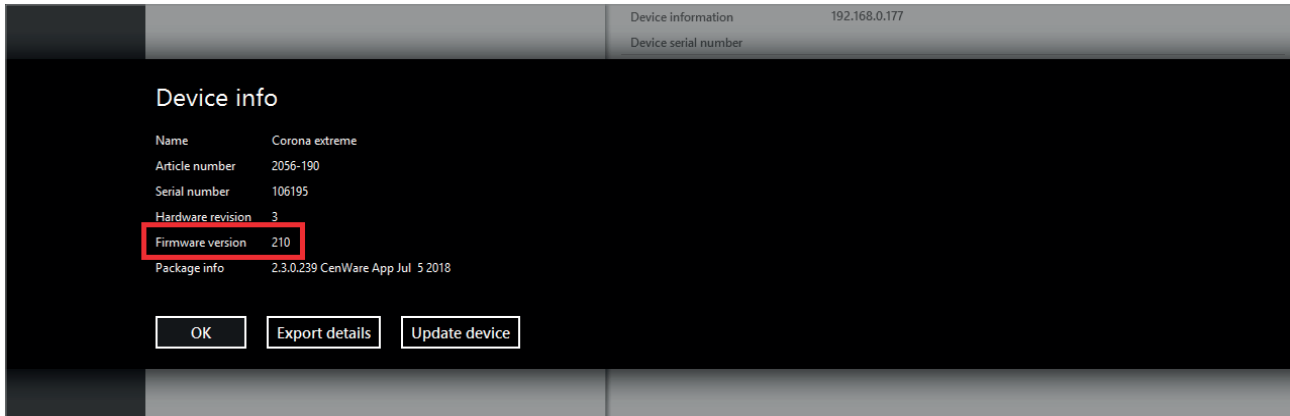 Device information 192.168.0.177
Device serial number
Device info
Name Corona extreme
Article number 2056-190
Serial number 106195
Hardware revision 3
Firmware version 210
Package info 2.3.0.239 CenWare App Jul 5 2018
OK Export details Update device